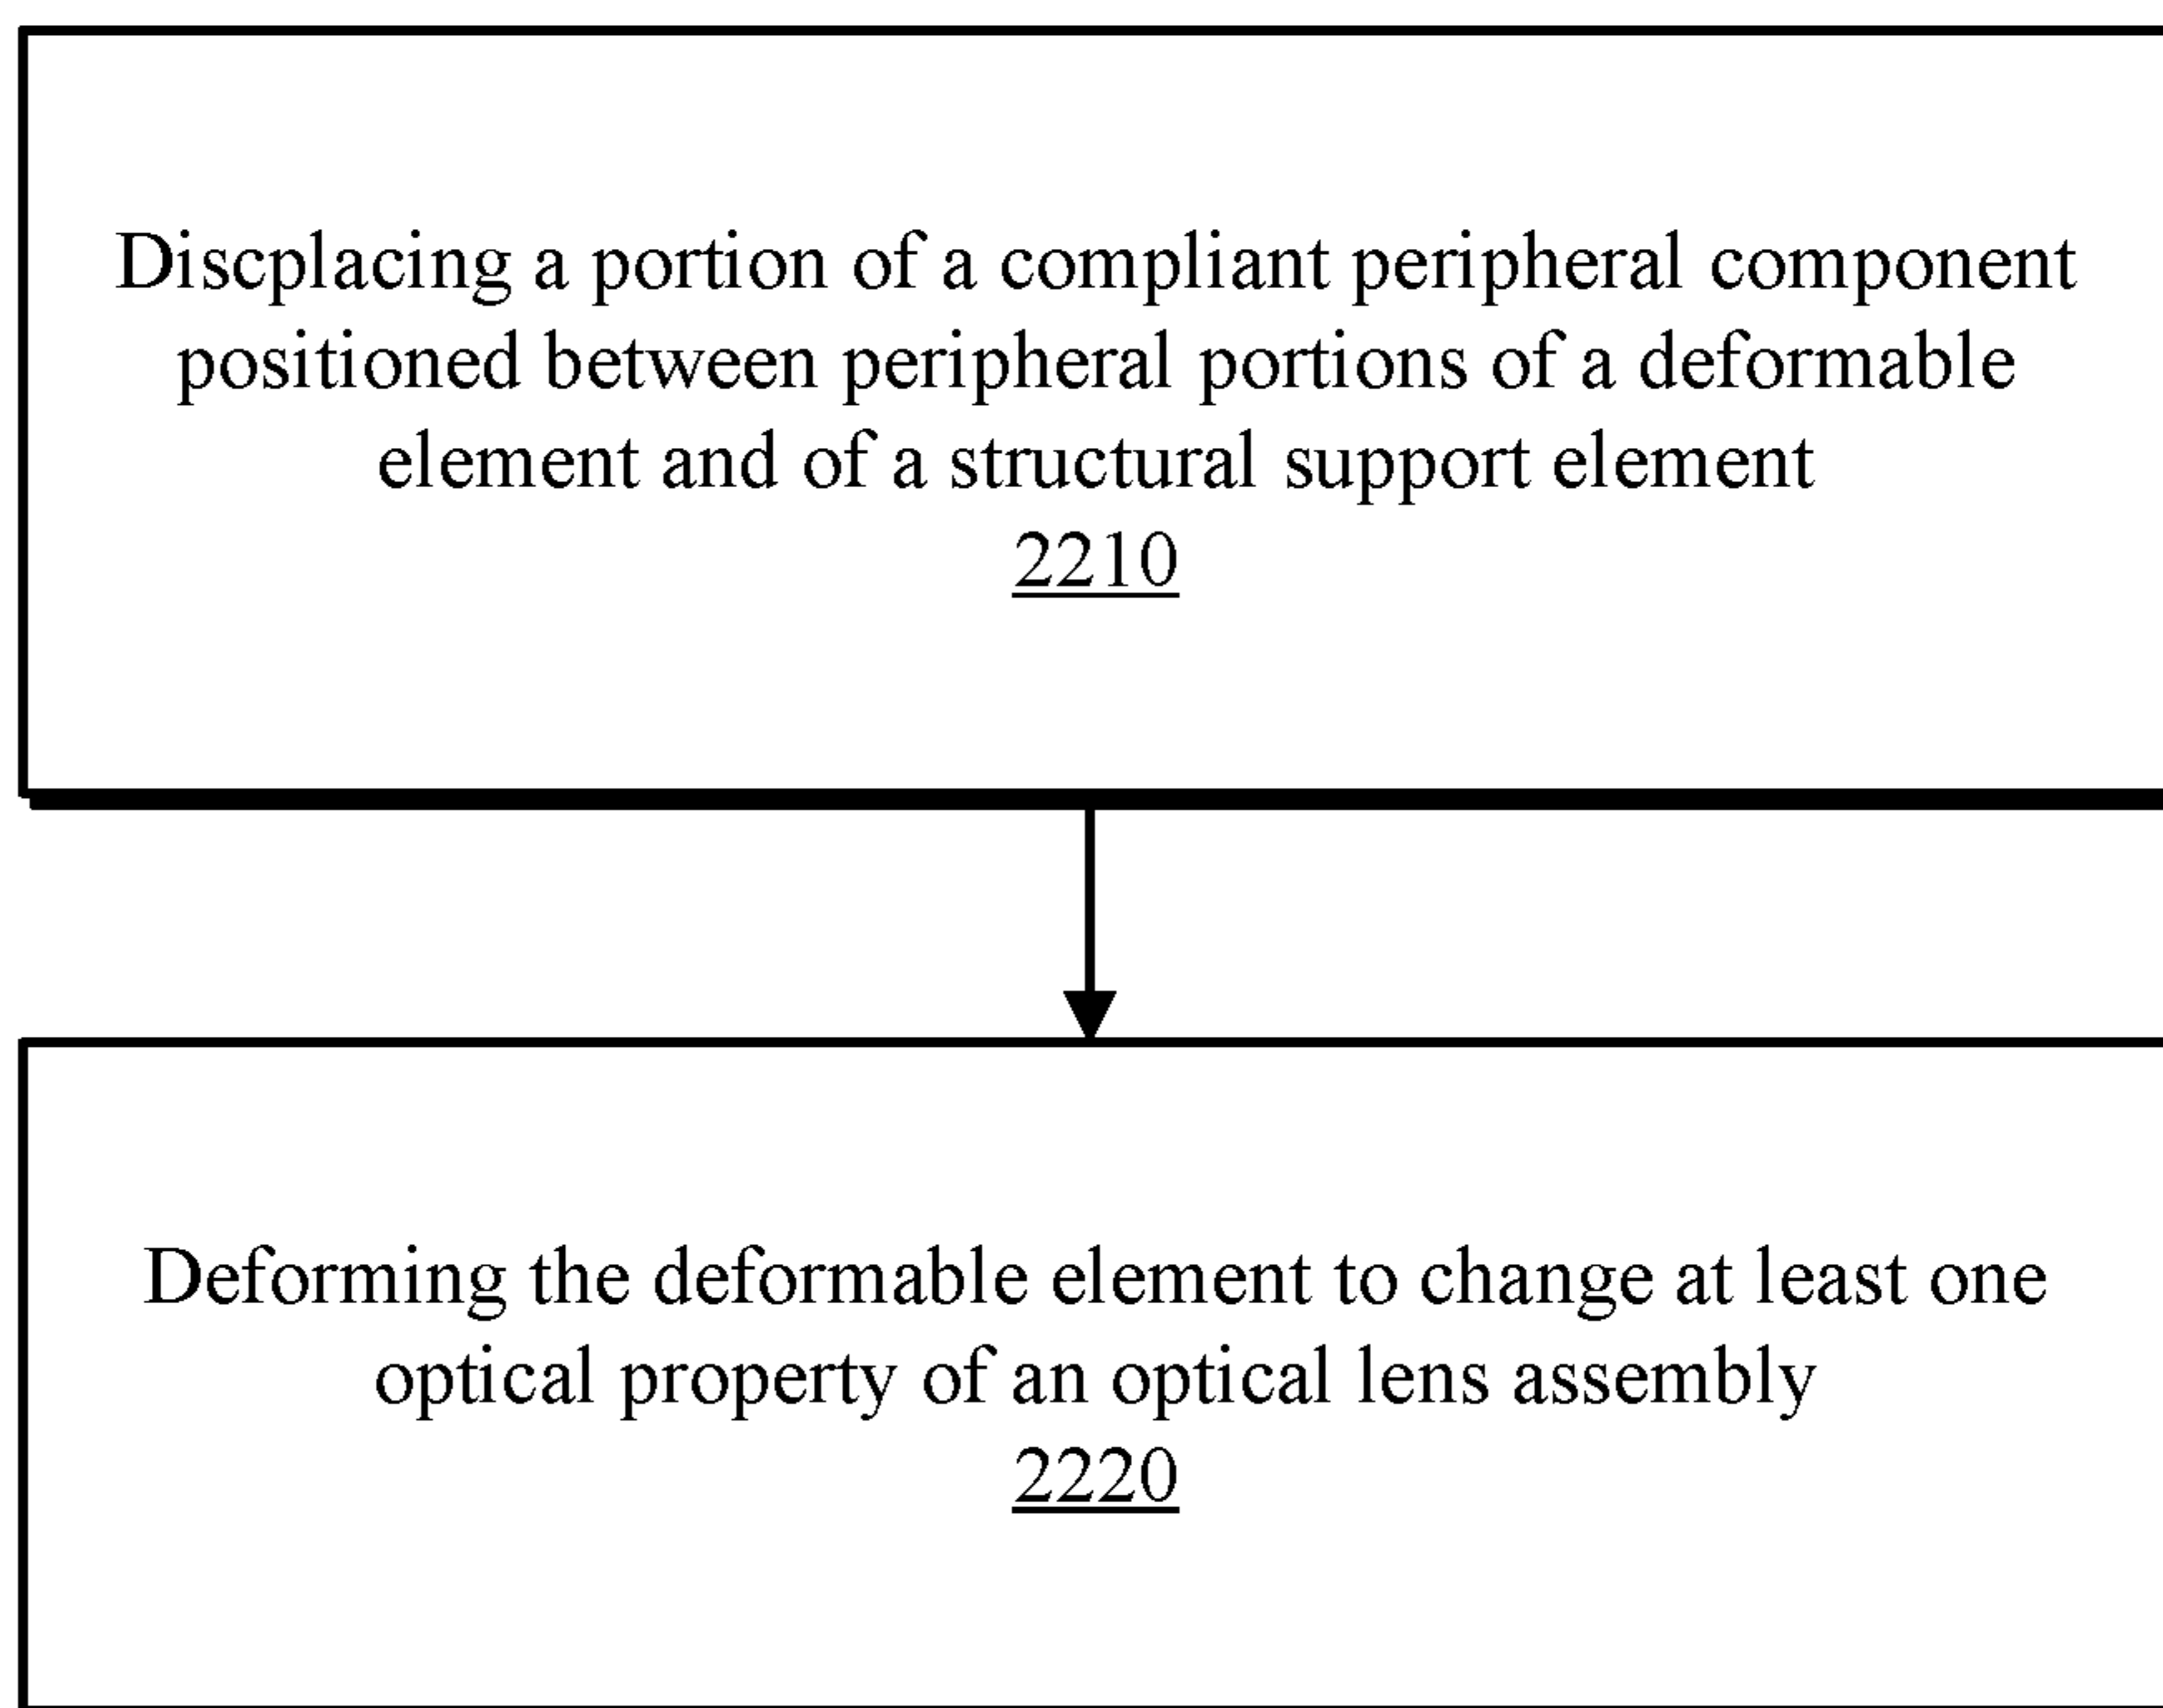 Discplacing a portion of a compliant peripheral component
positioned between peripheral portions of a deformable
element and of a structural support element
2210
Deforming the deformable element to change at least one
optical property of an optical lens assembly
2220